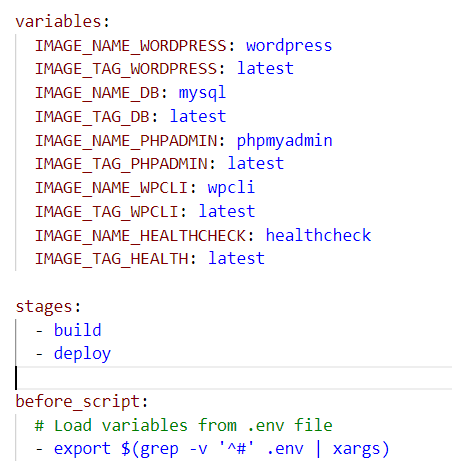 variables:
  IMAGE_NAME_WORDPRESS: wordpress
  IMAGE_TAG_WORDPRESS: latest
  IMAGE_NAME_DB: mysql
  IMAGE_TAG_DB: latest
  IMAGE_NAME_PHPADMIN: phpmyadmin
  IMAGE_TAG_PHPADMIN: latest
  IMAGE_NAME_WPCLI: wpcli
  IMAGE_TAG_WPCLI: latest
  IMAGE_NAME_HEALTHCHECK: healthcheck
  IMAGE_TAG_HEALTH: latest

stages:
  - build
  - deploy

before_script:
  # Load variables from .env file
  - export $(grep -v '^#' .env | xargs)